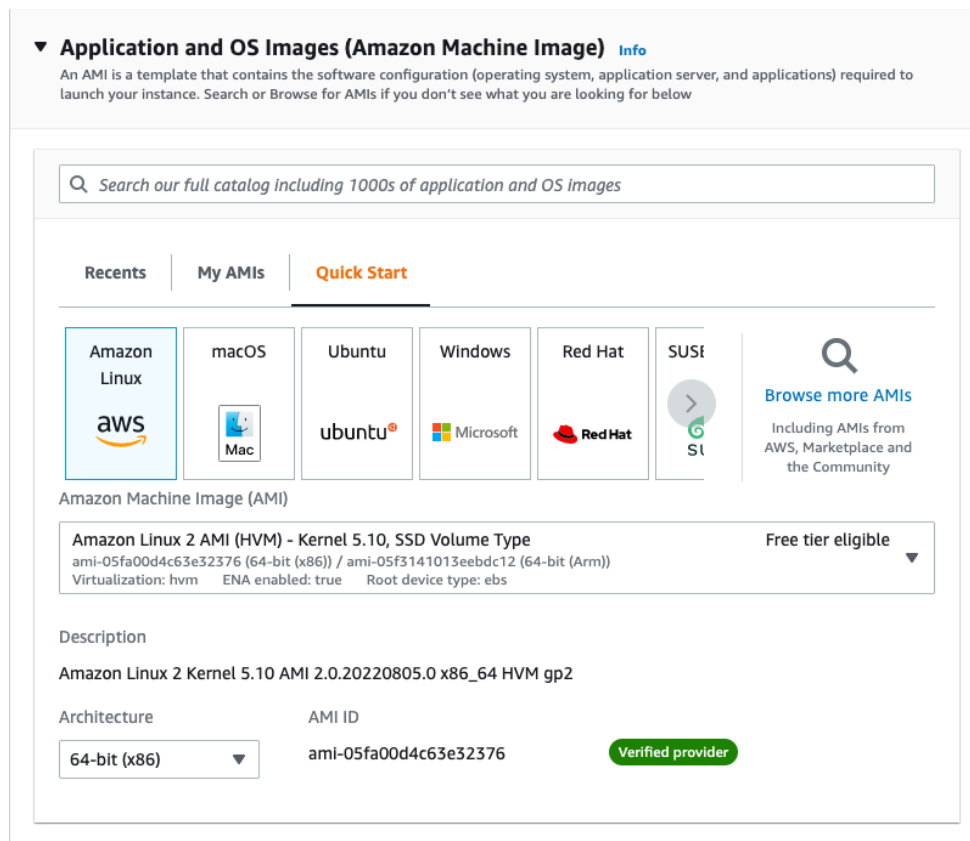 Application and OS Images (Amazon Machine Image) Info
An AMI is a template that contains the software configuration (operating system, application server, and applications) required to
launch your instance. Search or Browse for AMIs if you don't see what you are looking for below
Search our full catalog including 1000s of application and OS images
Recents
My AMIs
Quick Start
Amazon
Linux
aws
macOS
Mac
Ubuntu
ubuntu
Windows
Microsoft
Red Hat
Red Hat
SUSE
SU
Browse more AMIs
Including AMIs from
AWS, Marketplace and
the Community
Amazon Machine Image (AMI)
Amazon Linux 2 AMI (HVM) - Kernel 5.10, SSD Volume Type
Free tier eligible
ami-05fa00d4c63e32376 (64-bit (x86)) / ami-05f3141013eebdc12 (64-bit (Arm))
Virtualization: hvm ENA enabled: true Root device type: ebs
Description
Amazon Linux 2 Kernel 5.10 AMI 2.0.20220805.0 x86_64 HVM gp2
Architecture
AMI ID
64-bit (x86)
ami-05fa00d4c63e32376
Verified provider